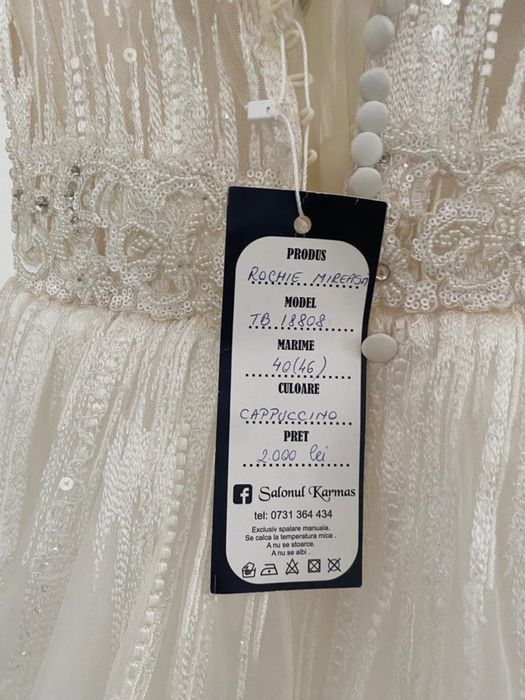 PRODUS
ROCHIE MIREASĂ
MODEL
TB 18808
MARIME
40(46)
CULOARE
CAPPUCCINO
PRET
2.000 lei
Salonul Karmas
tel: 0731 364 434
Exclusiv spalare manuala.
Se calca la temperatura mica .
A nu se stoarce.
A nu se albi .